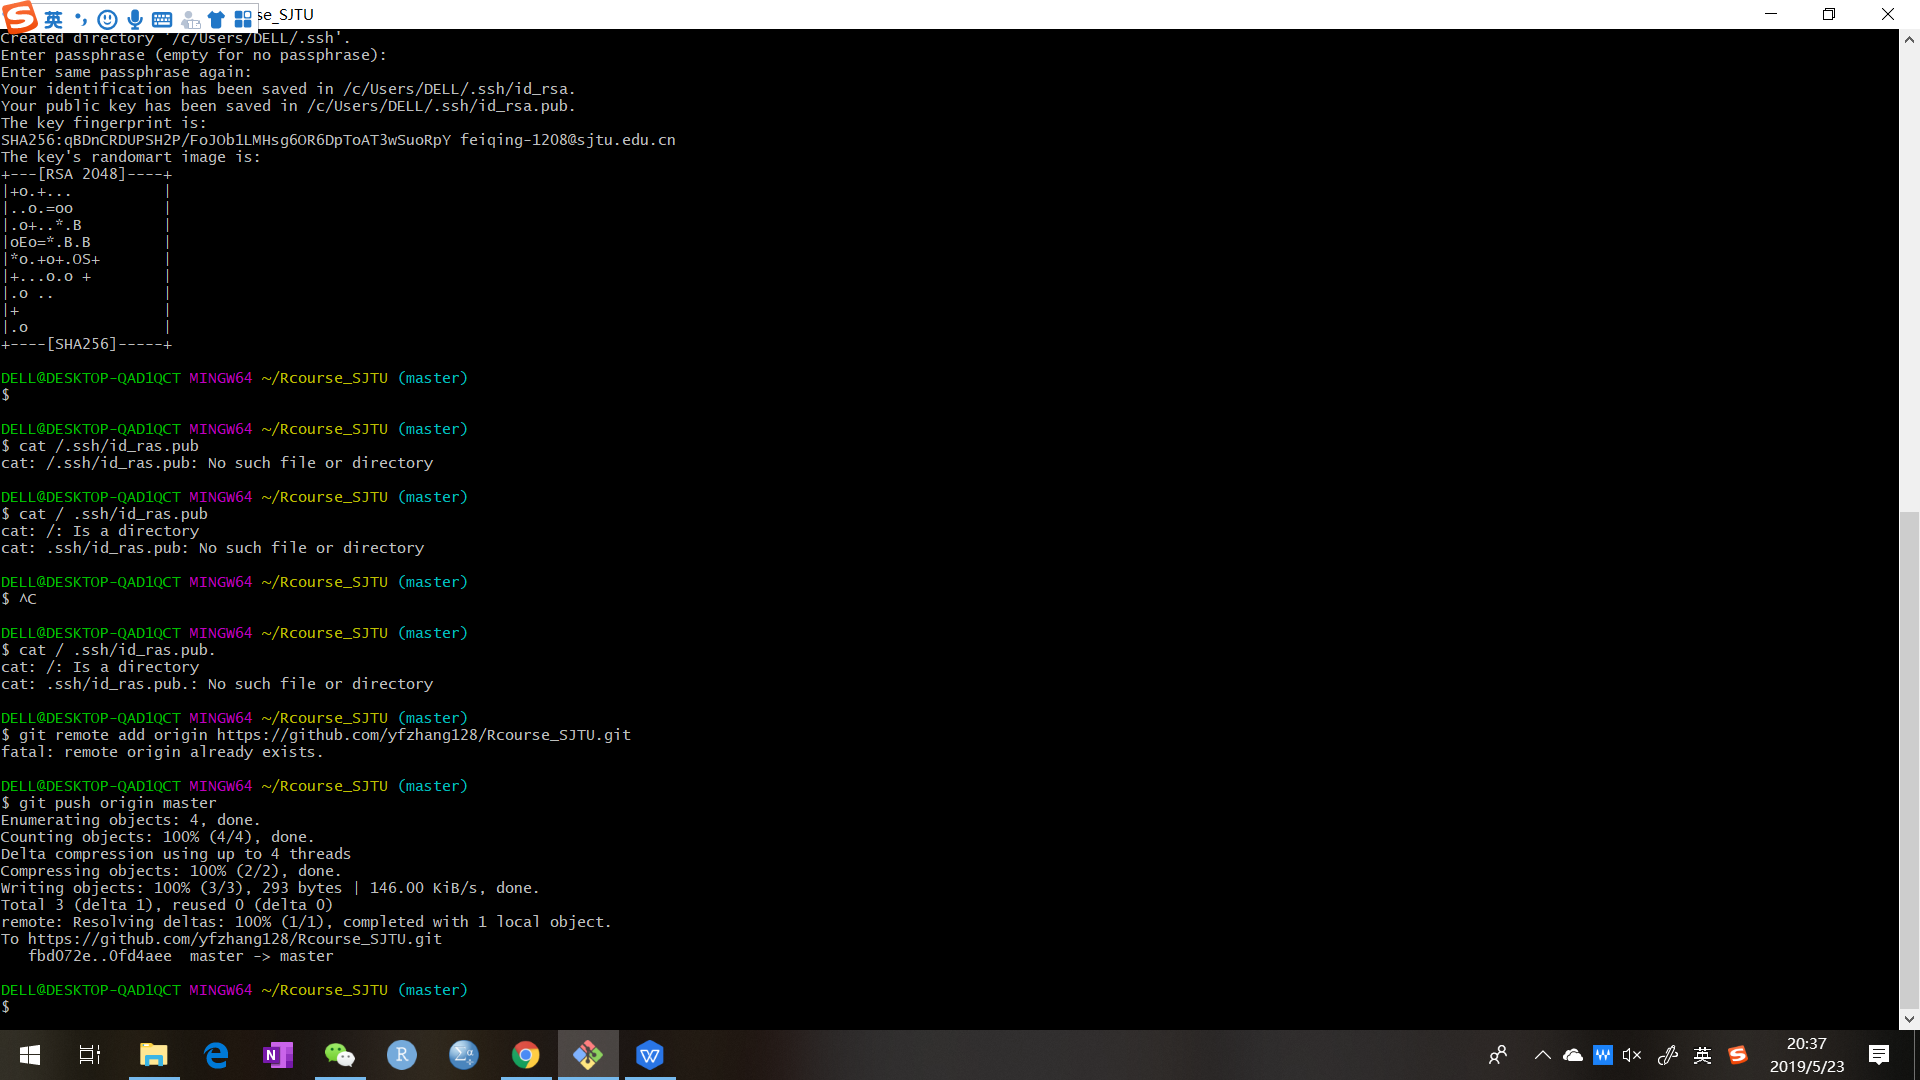 英
se_SJTU
Created directory '/c/Users/DELL/.ssh'.
Enter passphrase (empty for no passphrase):
Enter same passphrase again:
Your identification has been saved in /c/Users/DELL/.ssh/id_rsa.
Your public key has been saved in /c/Users/DELL/.ssh/id_rsa.pub.
The key fingerprint is:
SHA256:qBDnCRDUPSH2P/FoJOb1LMHsg6OR6DpToAT3wSuoRpY feiqing-1208@sjtu.edu.cn
The key's randomart image is:
+---[RSA 2048]----+
|+o.+...          |
|..o.=oo          |
|.o+..*.B         |
|oEo=*.B.B        |
|*o.+o+.OS+       |
|+...o.o +        |
|.o ..            |
|+                |
|.o               |
+----[SHA256]-----+
DELL@DESKTOP-QAD1QCT MINGW64 ~/Rcourse_SJTU (master)
$
DELL@DESKTOP-QAD1QCT MINGW64 ~/Rcourse_SJTU (master)
$ cat /.ssh/id_ras.pub
cat: /.ssh/id_ras.pub: No such file or directory
DELL@DESKTOP-QAD1QCT MINGW64 ~/Rcourse_SJTU (master)
$ cat / .ssh/id_ras.pub
cat: /: Is a directory
cat: .ssh/id_ras.pub: No such file or directory
DELL@DESKTOP-QAD1QCT MINGW64 ~/Rcourse_SJTU (master)
$ ^C
DELL@DESKTOP-QAD1QCT MINGW64 ~/Rcourse_SJTU (master)
$ cat / .ssh/id_ras.pub.
cat: /: Is a directory
cat: .ssh/id_ras.pub.: No such file or directory
DELL@DESKTOP-QAD1QCT MINGW64 ~/Rcourse_SJTU (master)
$ git remote add origin https://github.com/yfzhang128/Rcourse_SJTU.git
fatal: remote origin already exists.
DELL@DESKTOP-QAD1QCT MINGW64 ~/Rcourse_SJTU (master)
$ git push origin master
Enumerating objects: 4, done.
Counting objects: 100% (4/4), done.
Delta compression using up to 4 threads
Compressing objects: 100% (2/2), done.
Writing objects: 100% (3/3), 293 bytes | 146.00 KiB/s, done.
Total 3 (delta 1), reused 0 (delta 0)
remote: Resolving deltas: 100% (1/1), completed with 1 local object.
To https://github.com/yfzhang128/Rcourse_SJTU.git
   fbd072e..0fd4aee  master -> master
DELL@DESKTOP-QAD1QCT MINGW64 ~/Rcourse_SJTU (master)
$
英
20:37
2019/5/23